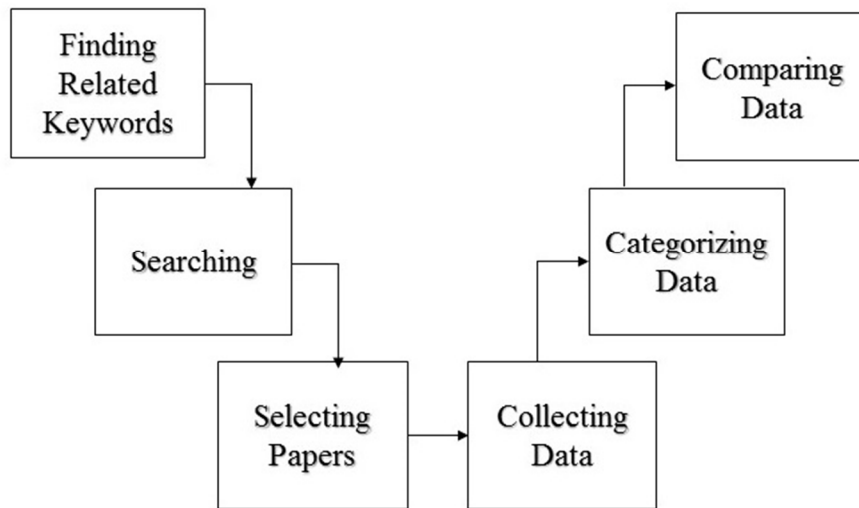 Finding
Related
Keywords
Searching
Selecting
Papers
Collecting
Data
Categorizing
Data
Comparing
Data